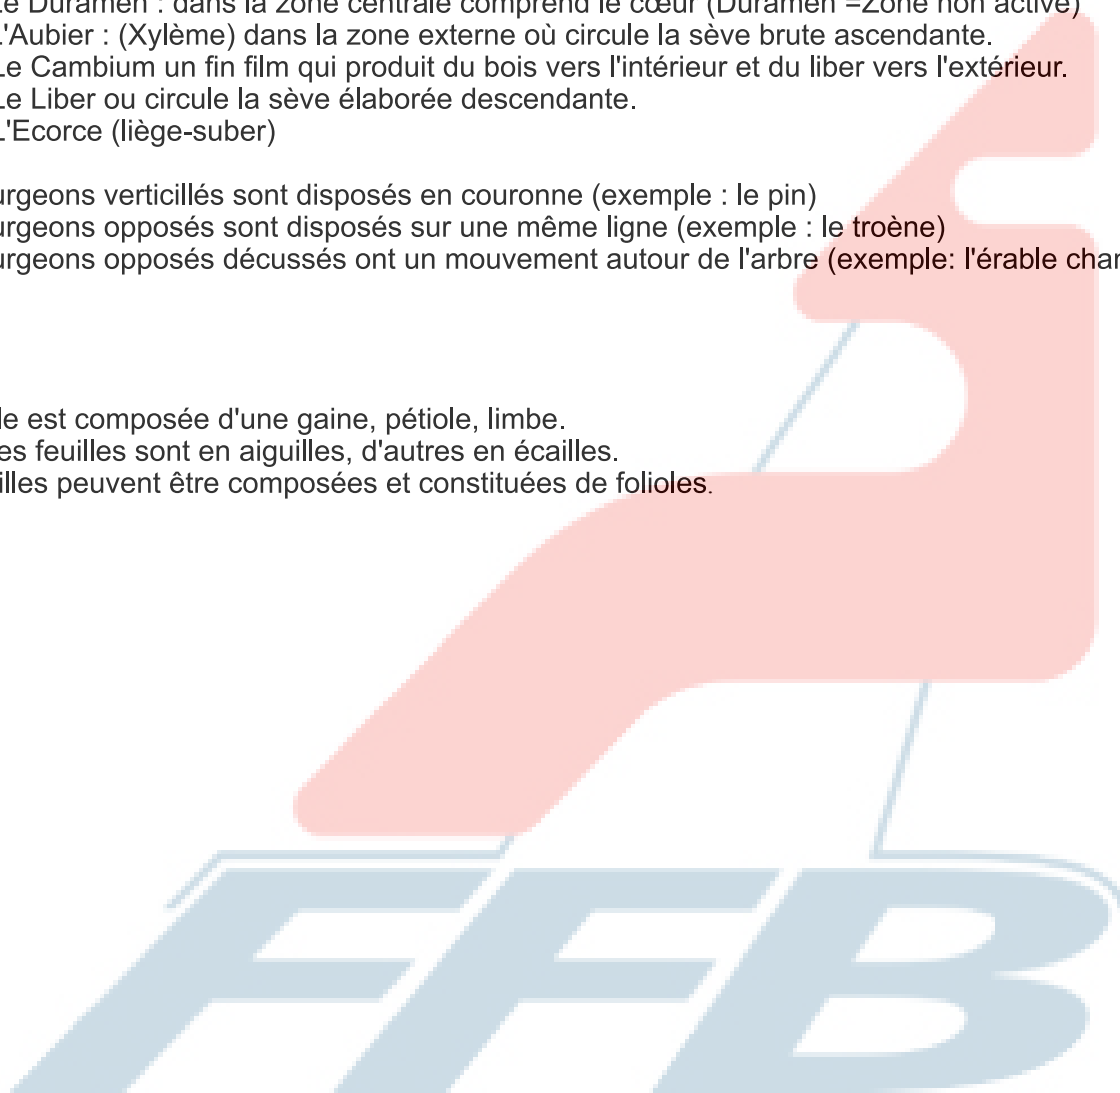 Le Duramen : dans la zone centrale comprend le cœur (Duramen =Zone non active)
L'Aubier : (Xylème) dans la zone externe où circule la sève brute ascendante.
Le Cambium un fin film qui produit du bois vers l'intérieur et du liber vers l'extérieur.
Le Liber ou circule la sève élaborée descendante.
L'Ecorce (liège-suber)
urgeons verticillés sont disposés en couronne (exemple : le pin)
urgeons opposés sont disposés sur une même ligne (exemple : le troène)
urgeons opposés décussés ont un mouvement autour de l'arbre (exemple: l'érable
le est composée d'une gaine, pétiole, limbe.
es feuilles sont en aiguilles, d'autres en écailles.
illes peuvent être composées et constituées de folioles.
FFB